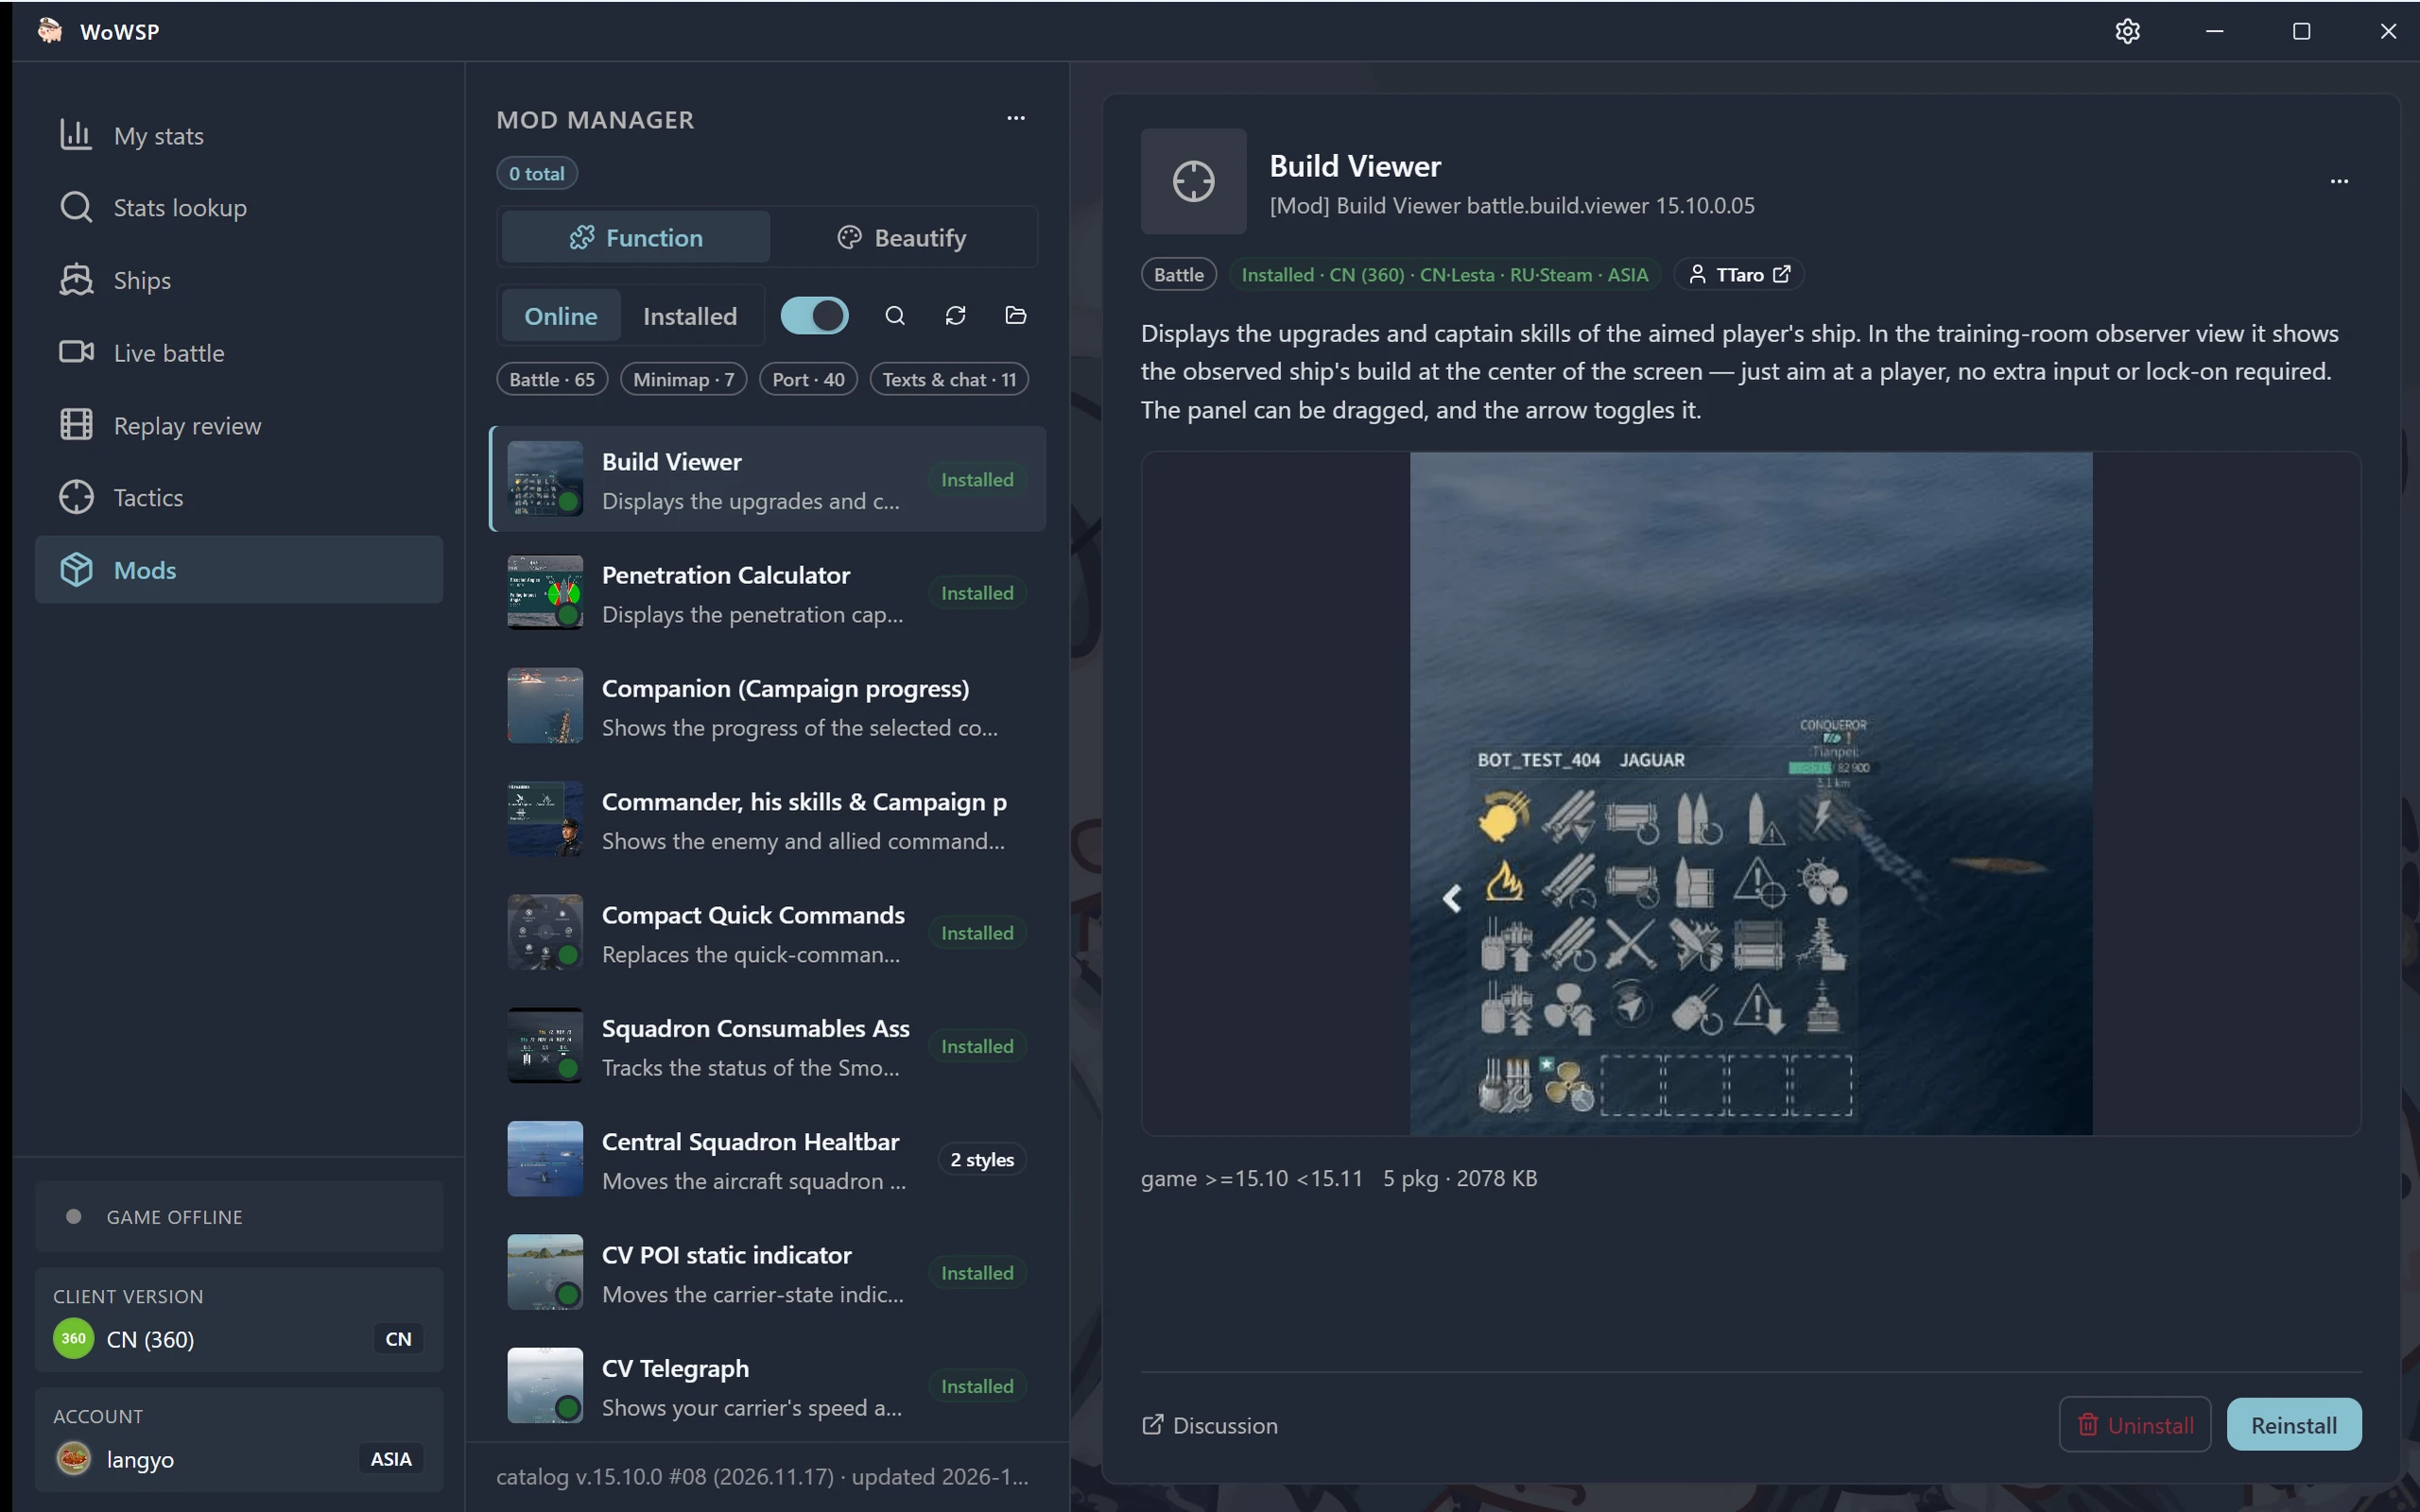 WoWSP
My stats
Stats lookup
Ships
Live battle
Replay review
Tactics
Mods
GAME OFFLINE
CLIENT VERSION
360
CN (360)
CN
ACCOUNT
langyo
ASIA
MOD MANAGER
0 total
Function
Beautify
Online
Installed
Battle · 65
Minimap · 7
Port · 40
Texts & chat · 11
Build Viewer
Displays the upgrades and c...
Installed
Penetration Calculator
Displays the penetration cap...
Installed
Companion (Campaign progress)
Shows the progress of the selected co...
Commander, his skills & Campaign p
Shows the enemy and allied command...
Compact Quick Commands
Replaces the quick-comman...
Installed
Squadron Consumables Ass
Tracks the status of the Smo...
Installed
Central Squadron Healtbar
Moves the aircraft squadron ...
2 styles
CV POI static indicator
Moves the carrier-state indic...
Installed
CV Telegraph
Shows your carrier's speed a...
Installed
catalog v.15.10.0 #08 (2026.11.17) · updated 2026-1...
Build Viewer
[Mod] Build Viewer battle.build.viewer 15.10.0.05
Battle
Installed · CN (360) · CN·Lesta · RU·Steam · ASIA
TTaro
Displays the upgrades and captain skills of the aimed player's ship. In the training-room observer view it shows
the observed ship's build at the center of the screen — just aim at a player, no extra input or lock-on required.
The panel can be dragged, and the arrow toggles it.
CONQUEROR
Tianpei
82 900
5.1 km
BOT_TEST_404 JAGUAR
game >=15.10 <15.11 5 pkg · 2078 KB
Discussion
Uninstall
Reinstall